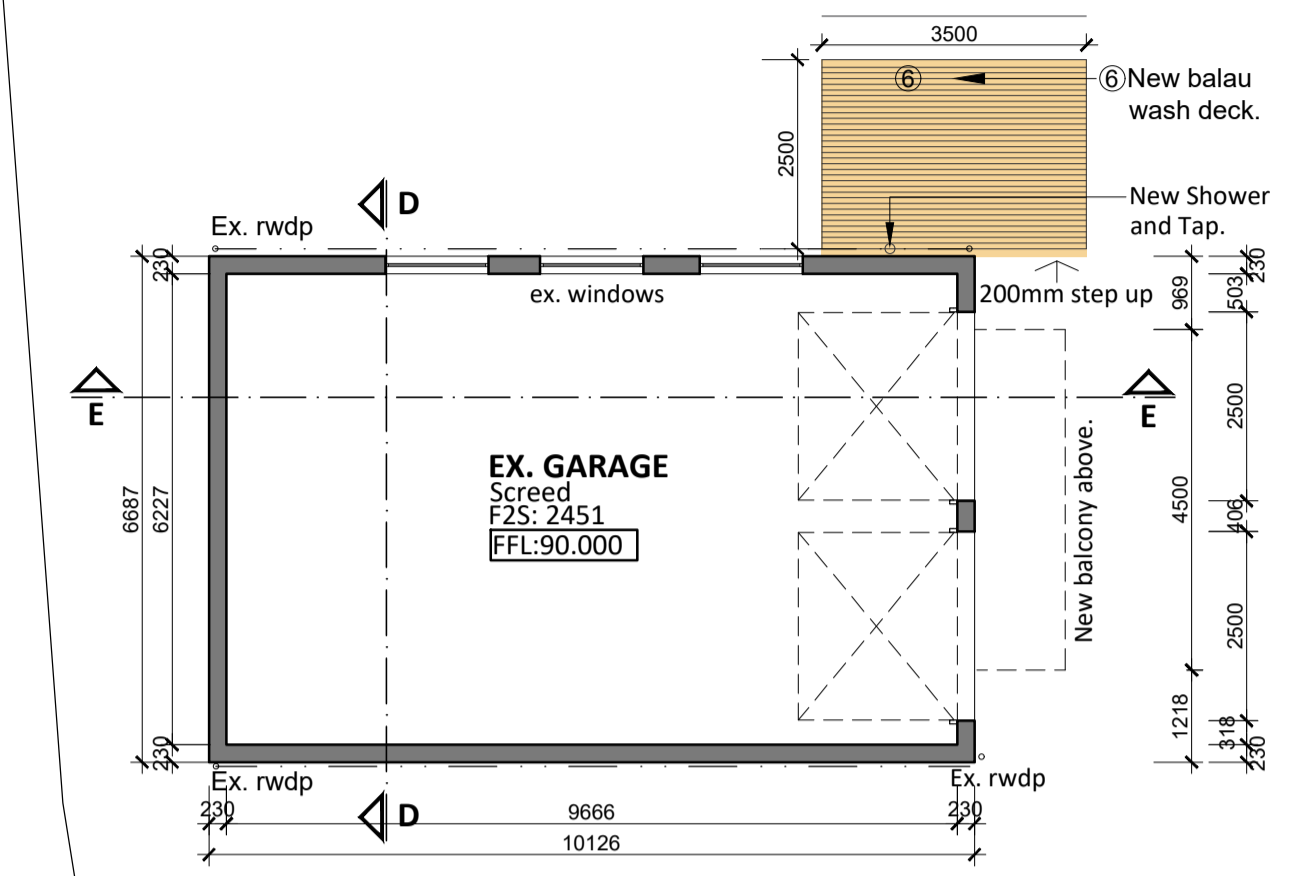 3500
⑥ ⑥ New balau
wash deck.
2500
New Shower
and Tap.
D
Ex. rwdp
230
230
ex. windows
200mm step up
969
503
E
E
2500
EX. GARAGE
Screed
F2S: 2451
FFL:90.000
6687
6227
4500
406
New balcony above.
2500
1218
318
230
230
Ex. rwdp
Ex. rwdp
D
230
9666
230
10126